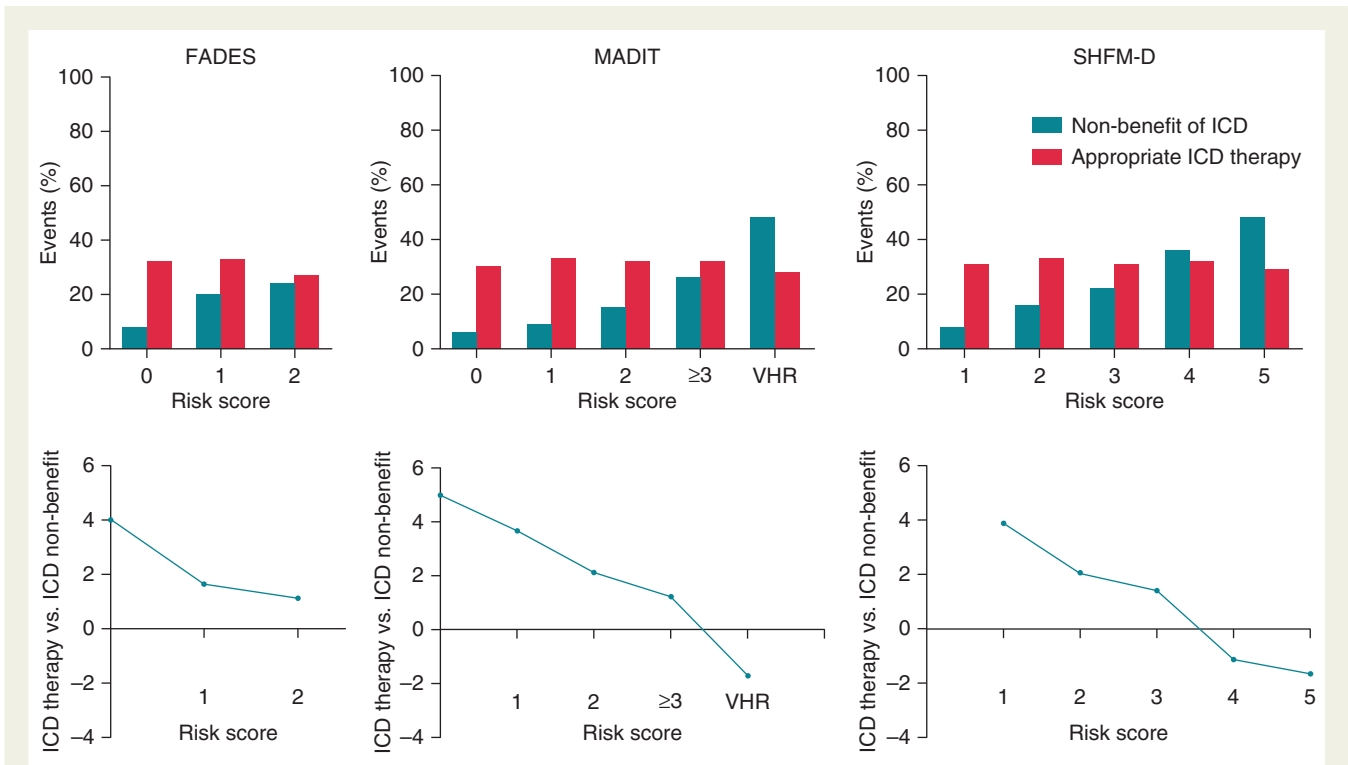 FADES
100
80
60
40
20
0
Events (%)
0 1 2
Risk score
MADIT
100
80
60
40
20
0
Events (%)
0 1 2 ≥3 VHR
Risk score
SHFM-D
100
80
60
40
20
0
Events (%)
Non-benefit of ICD
Appropriate ICD therapy
1 2 3 4 5
Risk score
ICD therapy vs. ICD non-benefit
6
4
2
0
–2
–4
1 2
Risk score
ICD therapy vs. ICD non-benefit
6
4
2
0
–2
–4
1 2 ≥3 VHR
Risk score
ICD therapy vs. ICD non-benefit
6
4
2
0
–2
–4
1 2 3 4 5
Risk score